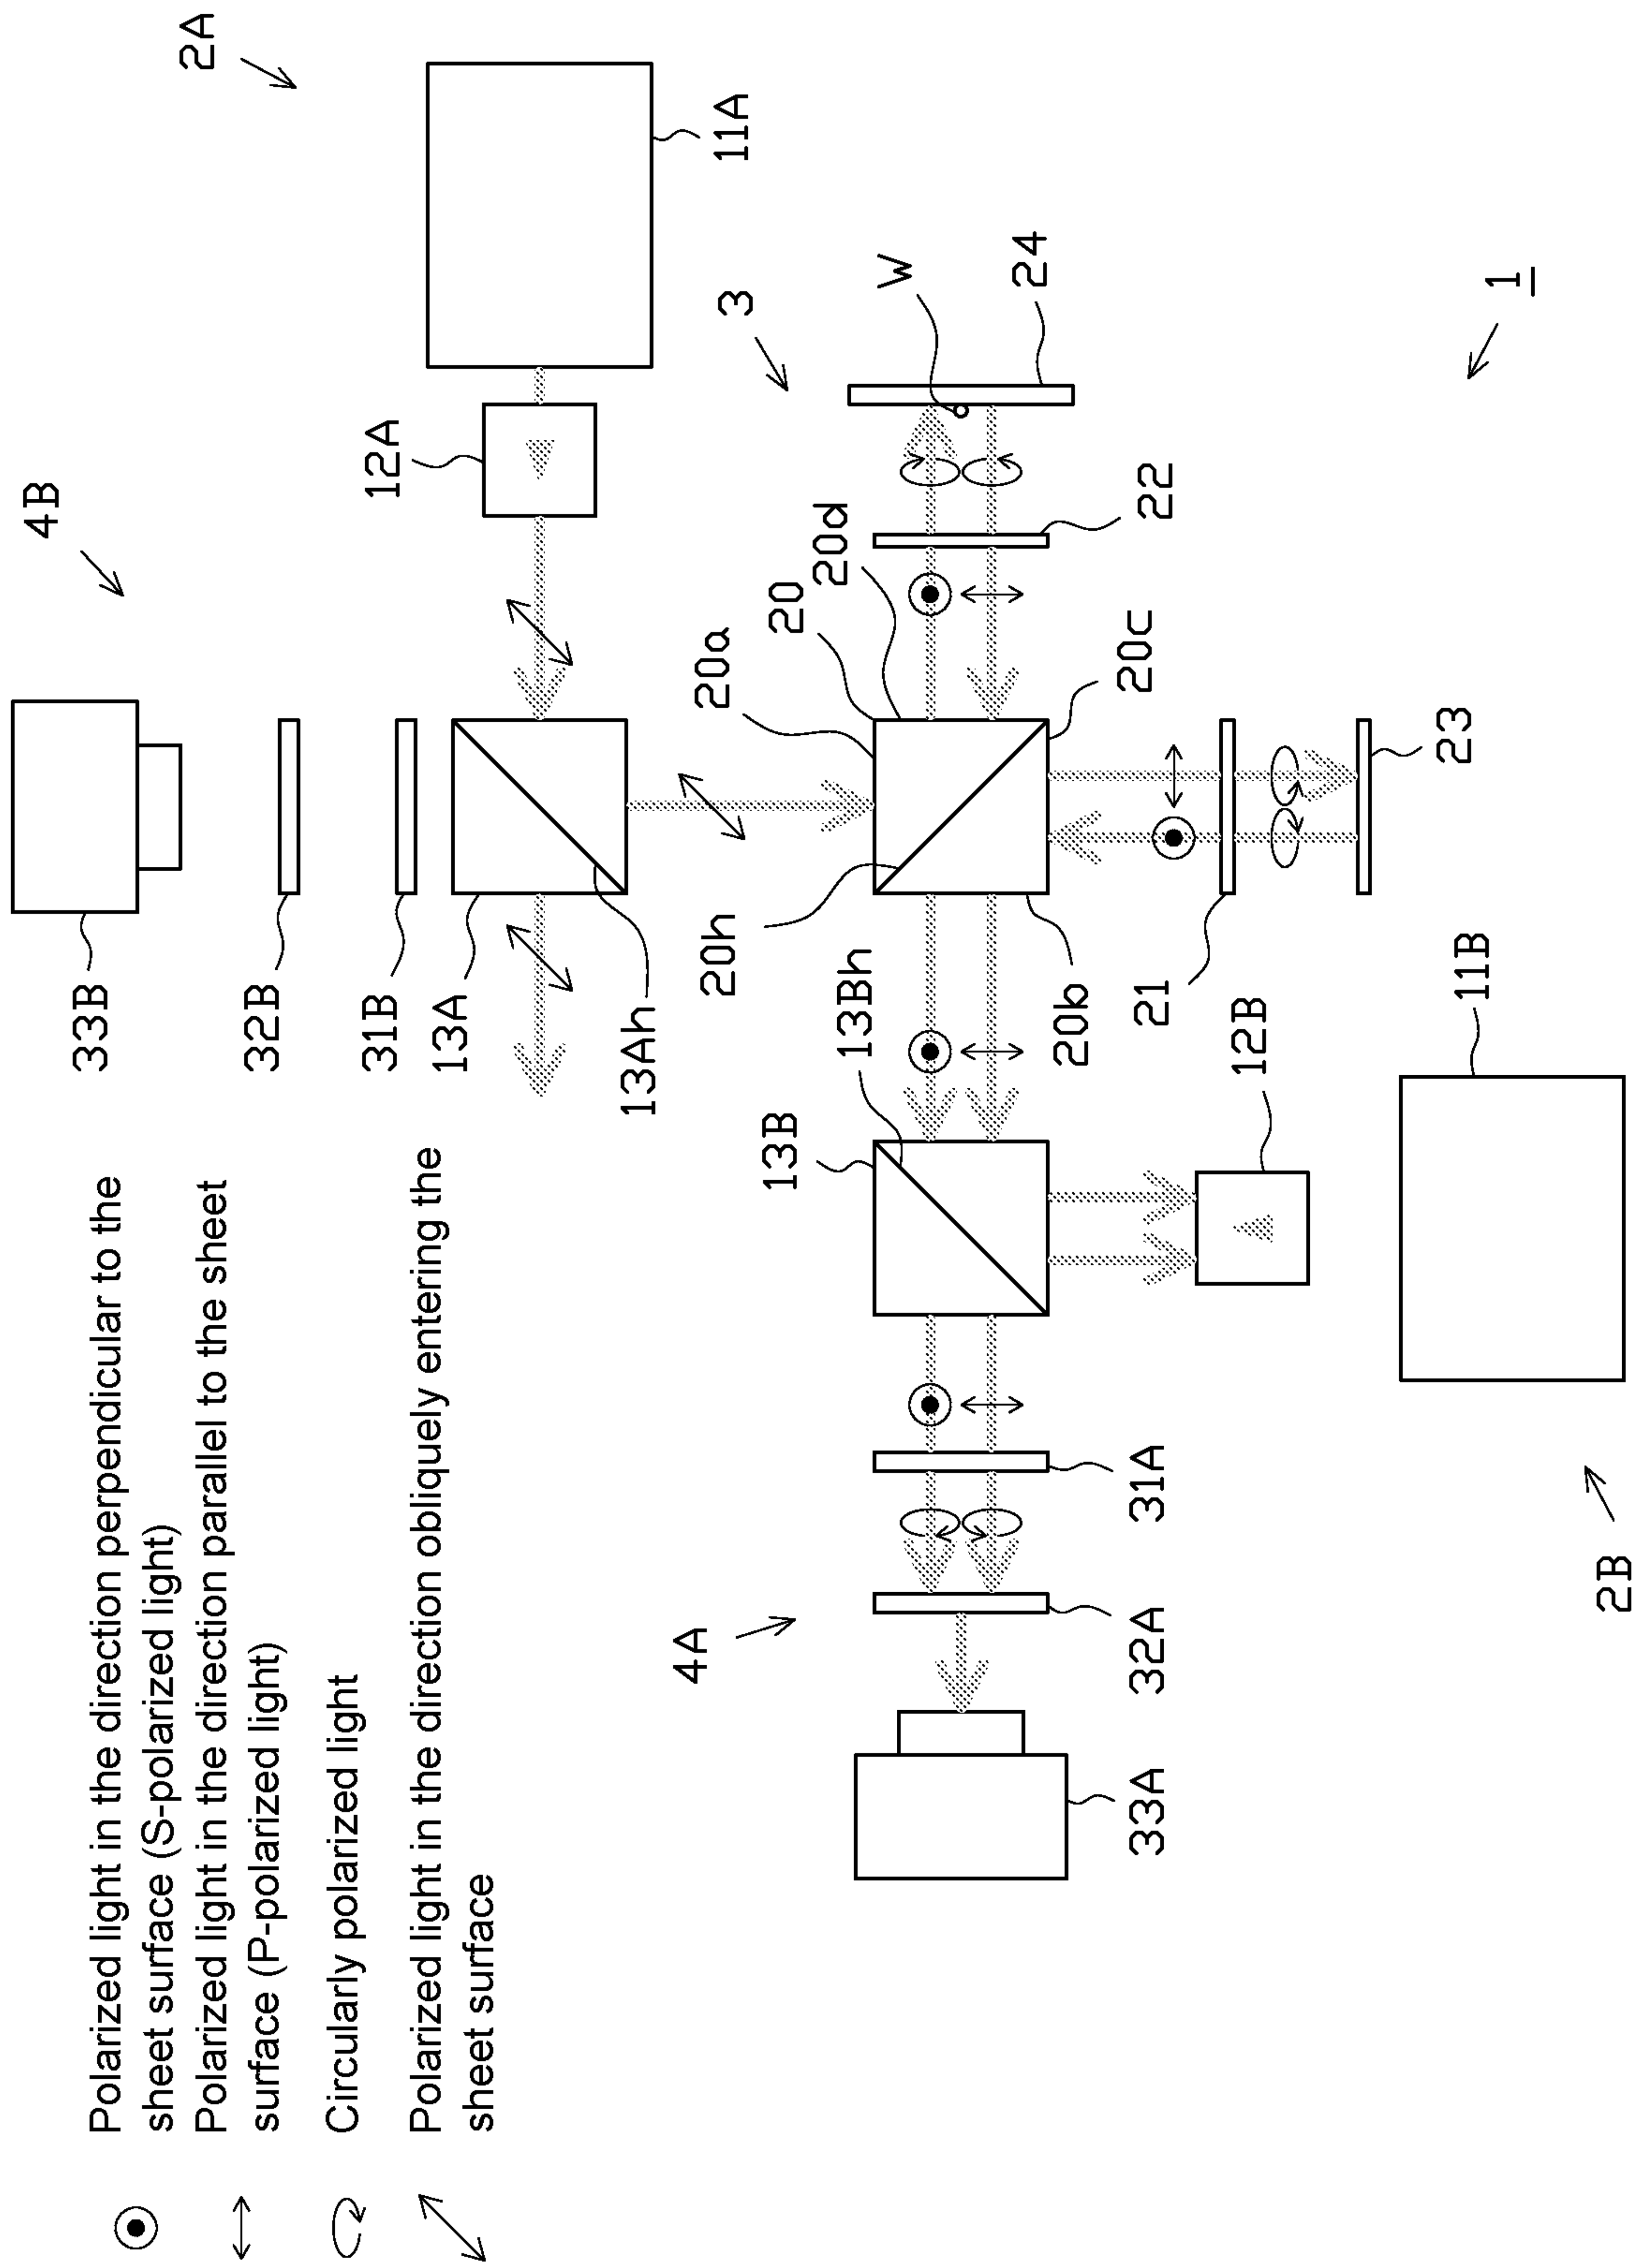 Polarized light in the direction perpendicular to the
sheet surface (S-polarized light)
Polarized light in the direction parallel to the sheet
surface (P-polarized light)
Circularly polarized light
Polarized light in the direction obliquely entering the
sheet surface
4B
33B
2A
32B
31B
12A
13A
13Ah
4A
20a
20h
11A
3
13B
20
20d
13Bh
W
24
20b
20c
33A
32A
31A
21
22
12B
23
11B
1
2B